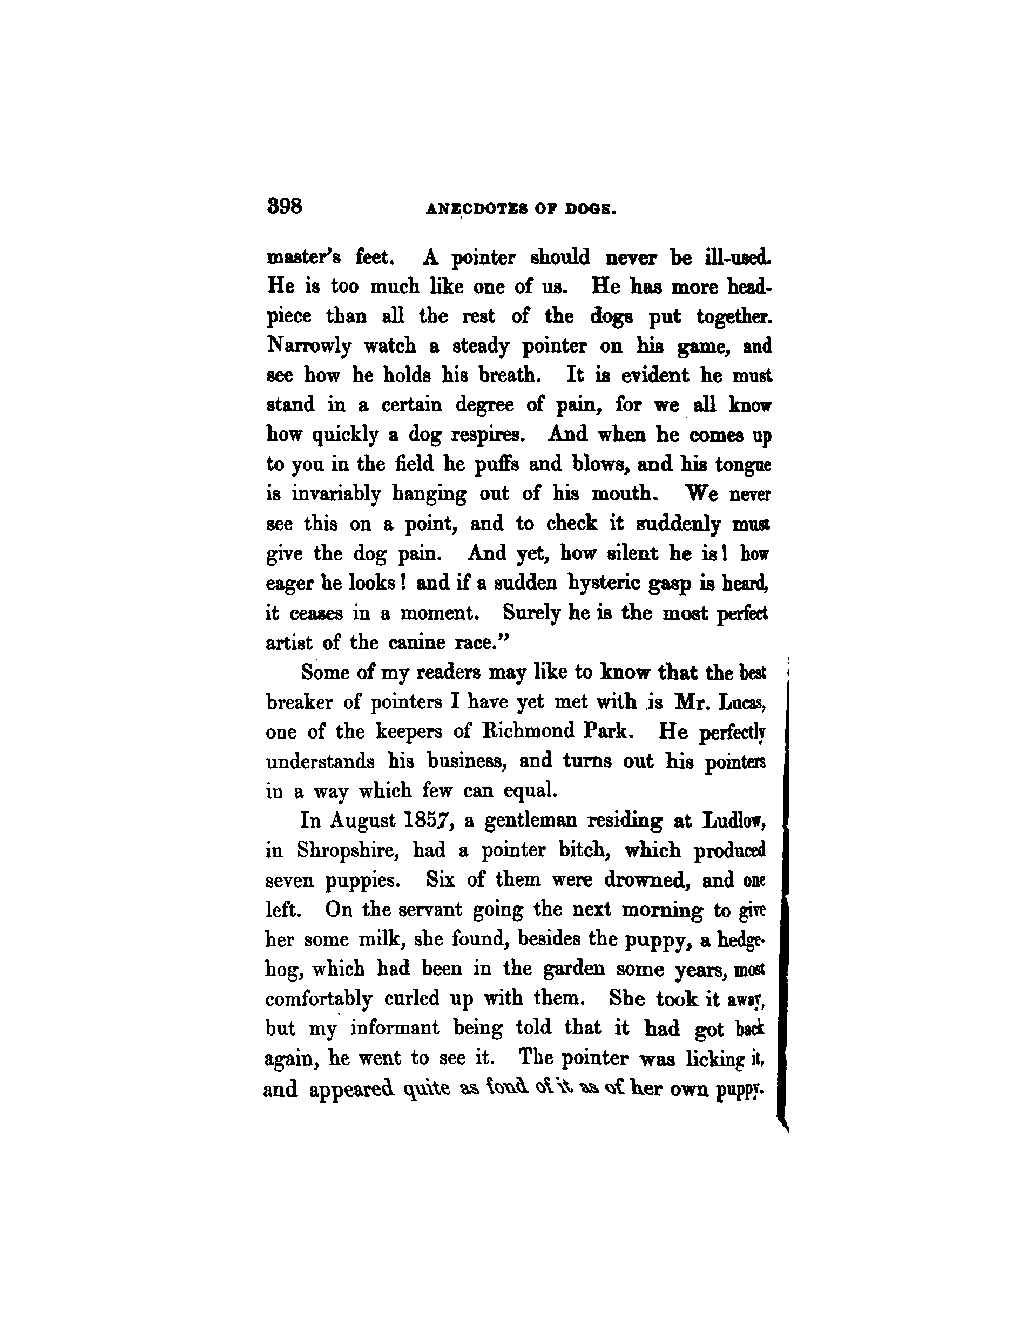 398 ANECDOTES OF DOGS.
master's feet. A pointer should never be ill-used.
He is too much like one of us. He has more head-
piece than all the rest of the dogs put together.
Narrowly watch a steady pointer on his game, and
see how he holds his breath. It is evident he must
stand in a certain degree of pain, for we all know
how quickly a dog respires. And when he comes up
to you in the field he puffs and blows, and his tongue
is invariably hanging out of his mouth. We never
see this on a point, and to check it suddenly must
give the dog pain. And yet, how silent he is! how
eager he looks! and if a sudden hysteric gasp is heard,
it ceases in a moment. Surely he is the most perfect
artist of the canine race."
Some of my readers may like to know that the best
breaker of pointers I have yet met with is Mr. Lucas,
one of the keepers of Richmond Park. He perfectly
understands his business, and turns out his pointers
in a way which few can equal.
In August 1857, a gentleman residing at Ludlow,
in Shropshire, had a pointer bitch, which produced
seven puppies. Six of them were drowned, and one
left. On the servant going the next morning to give
her some milk, she found, besides the puppy, a hedge-
hog, which had been in the garden some years, most
comfortably curled up with them. She took it away,
but my informant being told that it had got back
again, he went to see it. The pointer was licking it,
and appeared quite as fond of it as of her own puppy.